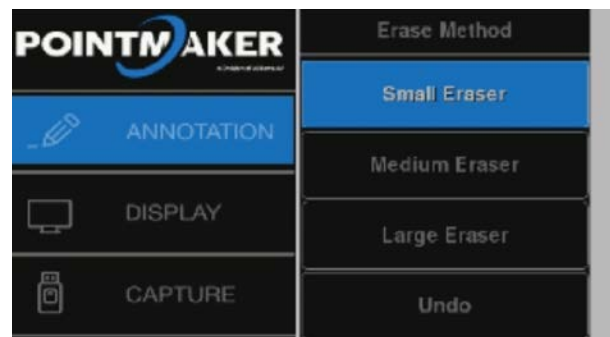 POINTMAKER
ANNOTATION
DISPLAY
CAPTURE
Erase Method
Small Eraser
Medium Eraser
Large Eraser
Undo